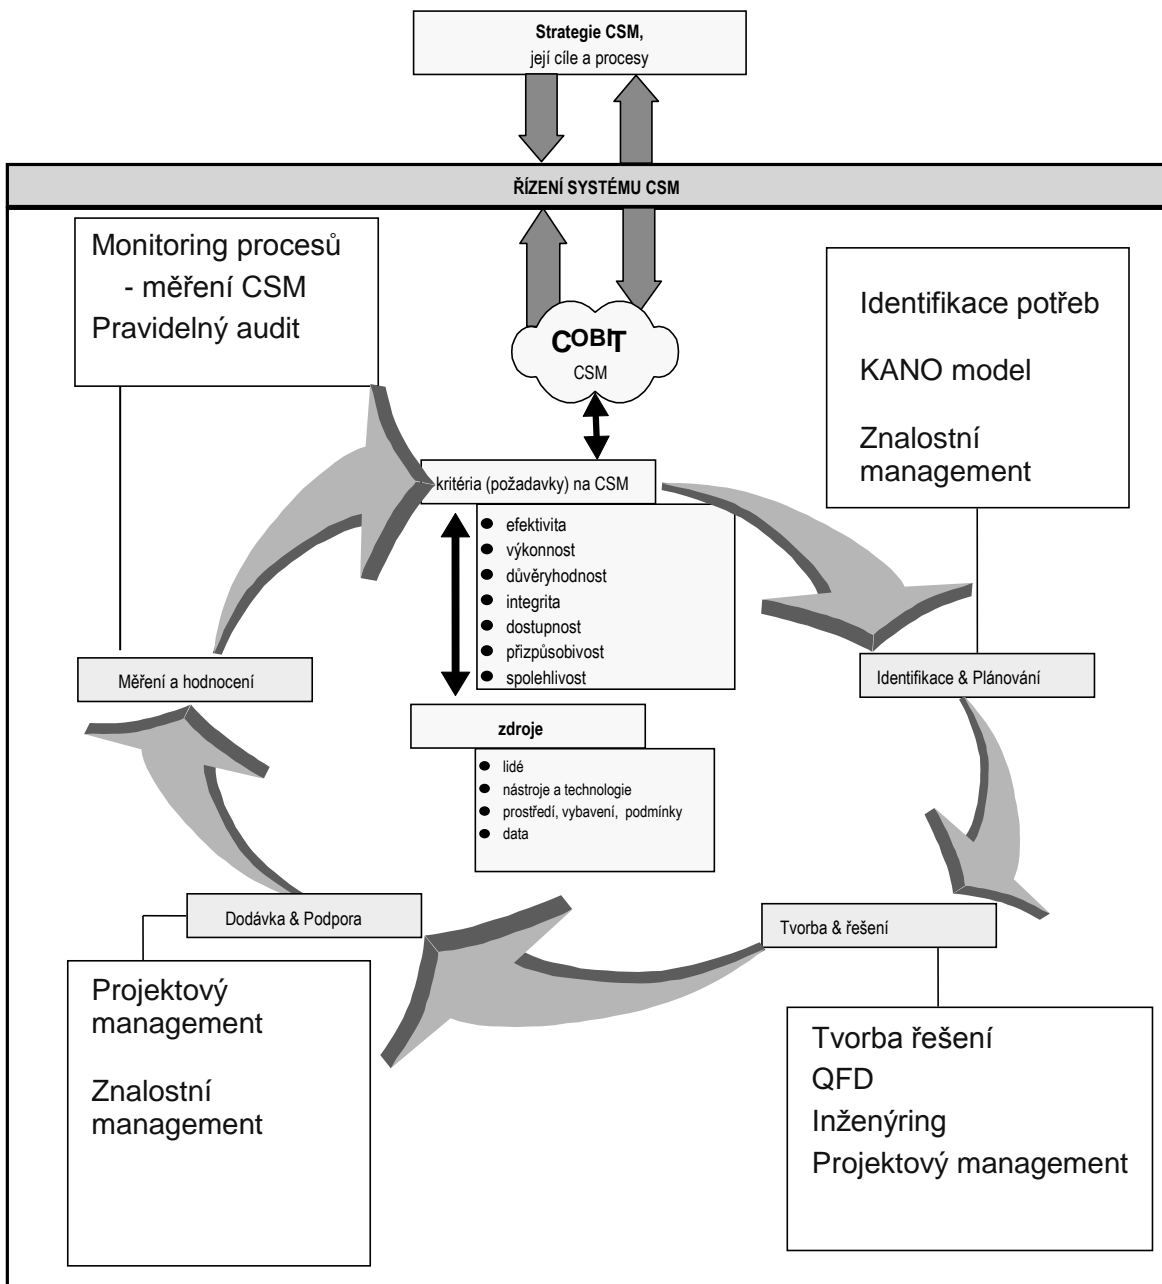 Strategie CSM,
její cíle a procesy
ŘÍZENÍ SYSTÉMU CSM
Monitoring procesů
- měření CSM
Pravidelný audit
COBIT
CSM
Identifikace potřeb
KANO model
Znalostní
management
kritéria (požadavky) na CSM
efektivita
výkonnost
důvěryhodnost
integrita
dostupnost
přizpůsobivost
spolehlivost
Měření a hodnocení
Identifikace & Plánování
zdroje
lidé
nástroje a technologie
prostředí, vybavení, podmínky
data
Dodávka & Podpora
Tvorba & řešení
Projektový
management
Znalostní
management
Tvorba řešení
QFD
Inženýring
Projektový management